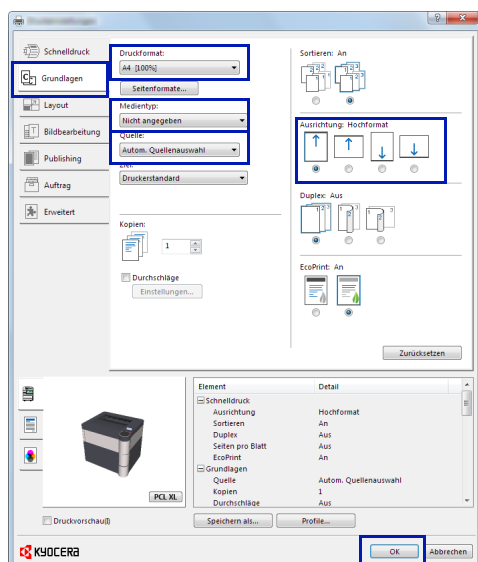 Schnelldruck
Grundlagen
Layout
Bildbearbeitung
Publishing
Auftrag
Erweitert
Druckformat:
A4 [100%]
Seitenformate...
Medientyp:
Nicht angegeben
Quelle:
Autom. Quellenauswahl
Ziel:
Druckerstandard
Kopien:
1
Durchschläge
Einstellungen...
Sortieren: An
Ausrichtung: Hochformat
Duplex: Aus
EcoPrint: An
Zurücksetzen
PCL XL
Druckvorschau(I)
Element Detail
Schnelldruck
Ausrichtung Hochformat
Sortieren An
Duplex Aus
Seiten pro Blatt Aus
EcoPrint An
Grundlagen
Quelle Autom. Quellenauswahl
Kopien 1
Durchschläge Aus
Speichern als... Profile...
KYOCERA
OK Abbrechen